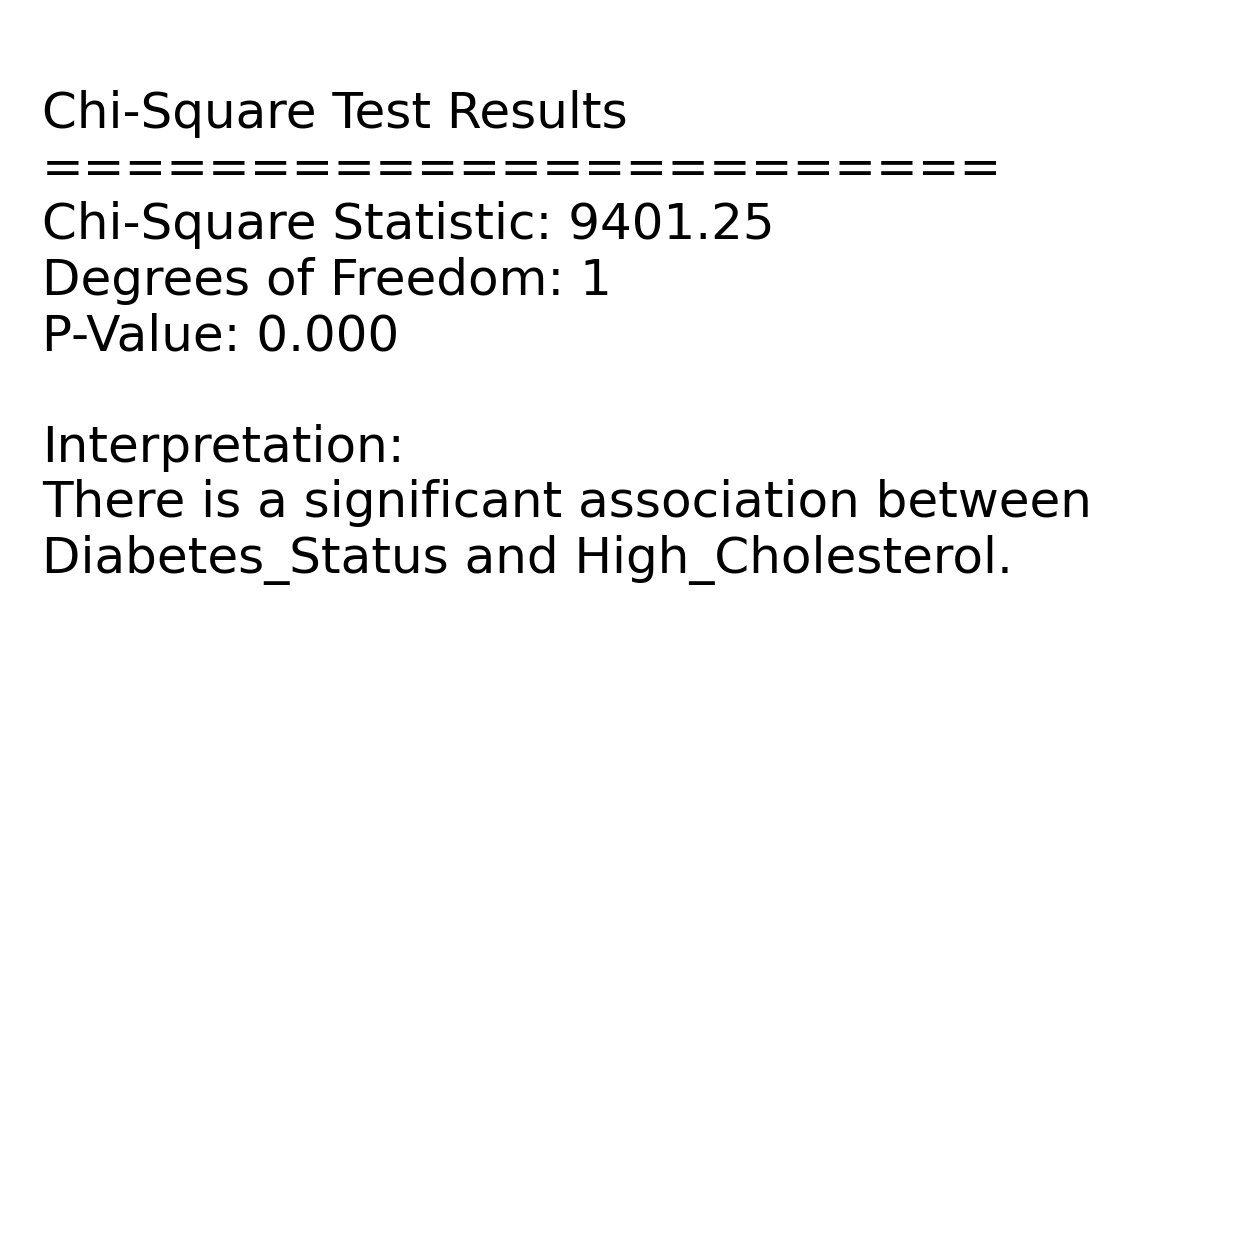 Chi-Square Test Results
=======================
Chi-Square Statistic: 9401.25
Degrees of Freedom: 1
P-Value: 0.000
Interpretation:
There is a significant association between
Diabetes_Status and High_Cholesterol.